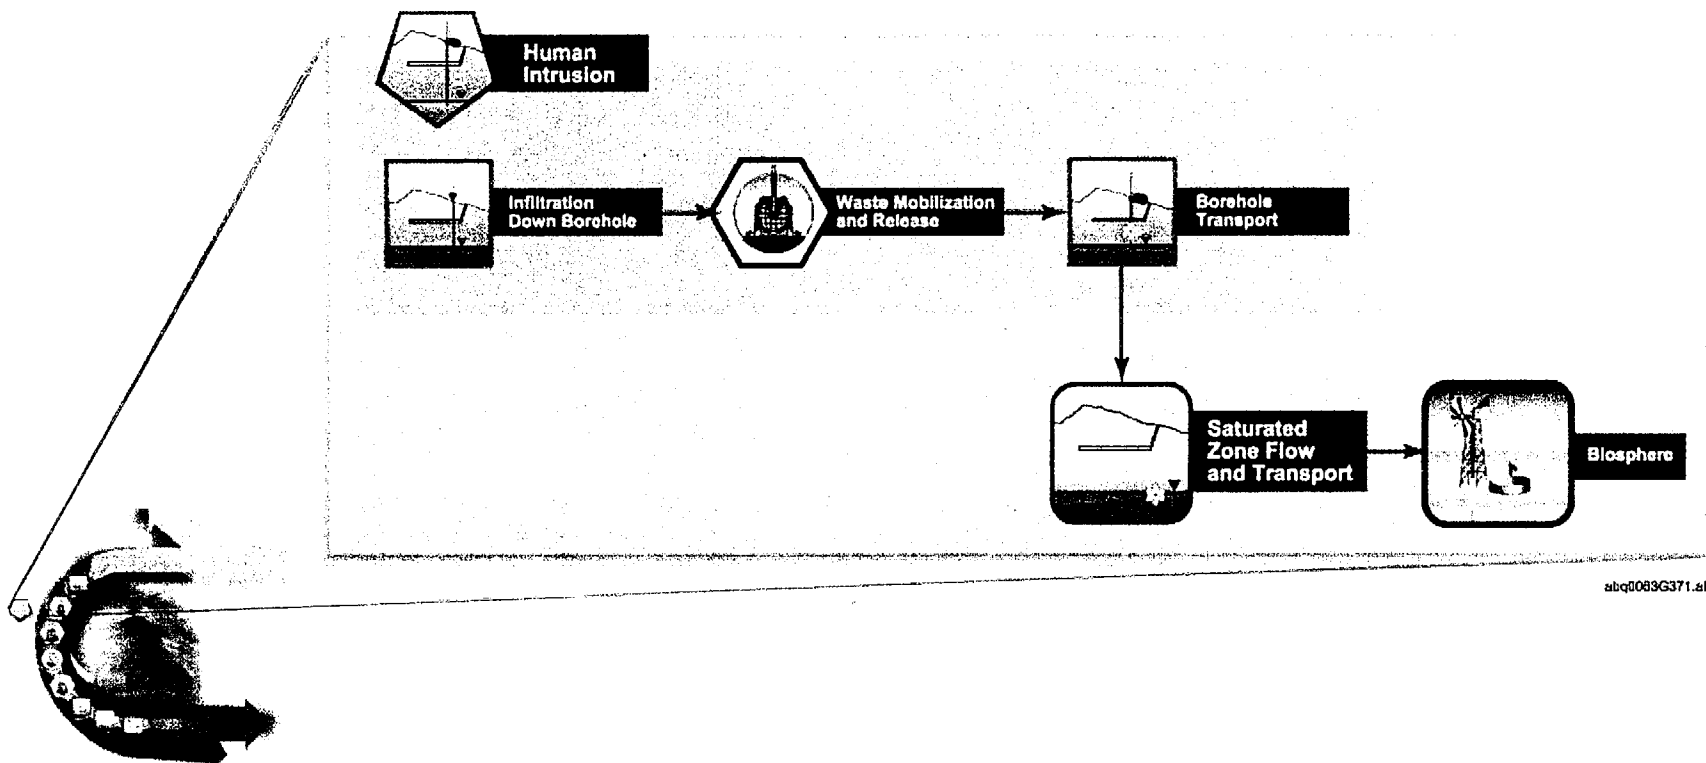 Human
Intrusion
Infiltration
Down Borehole
Waste Mobilization
and Release
Borehole
Transport
Saturated
Zone Flow
and Transport
Biosphere
abq0063G371.ai